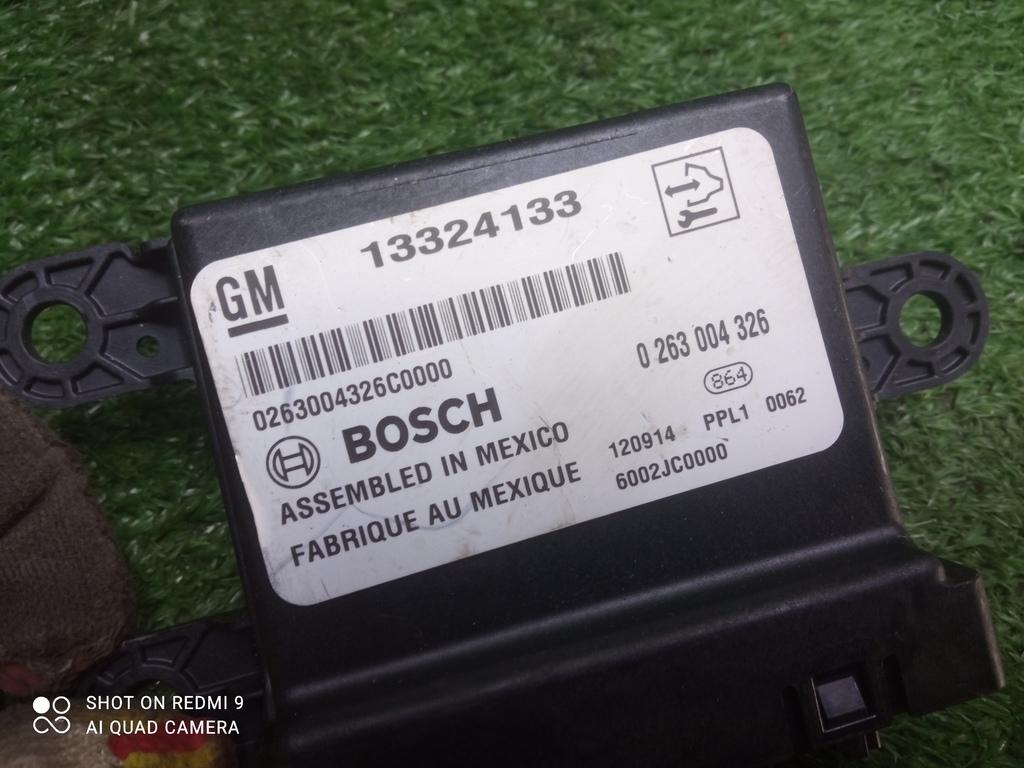 13324133
GM
0263004326C0000
0 263 004 326
864
BOSCH
ASSEMBLED IN MEXICO
120914 PPL1 0062
FABRIQUE AU MEXIQUE
6002JC0000
SHOT ON REDMI 9
AI QUAD CAMERA